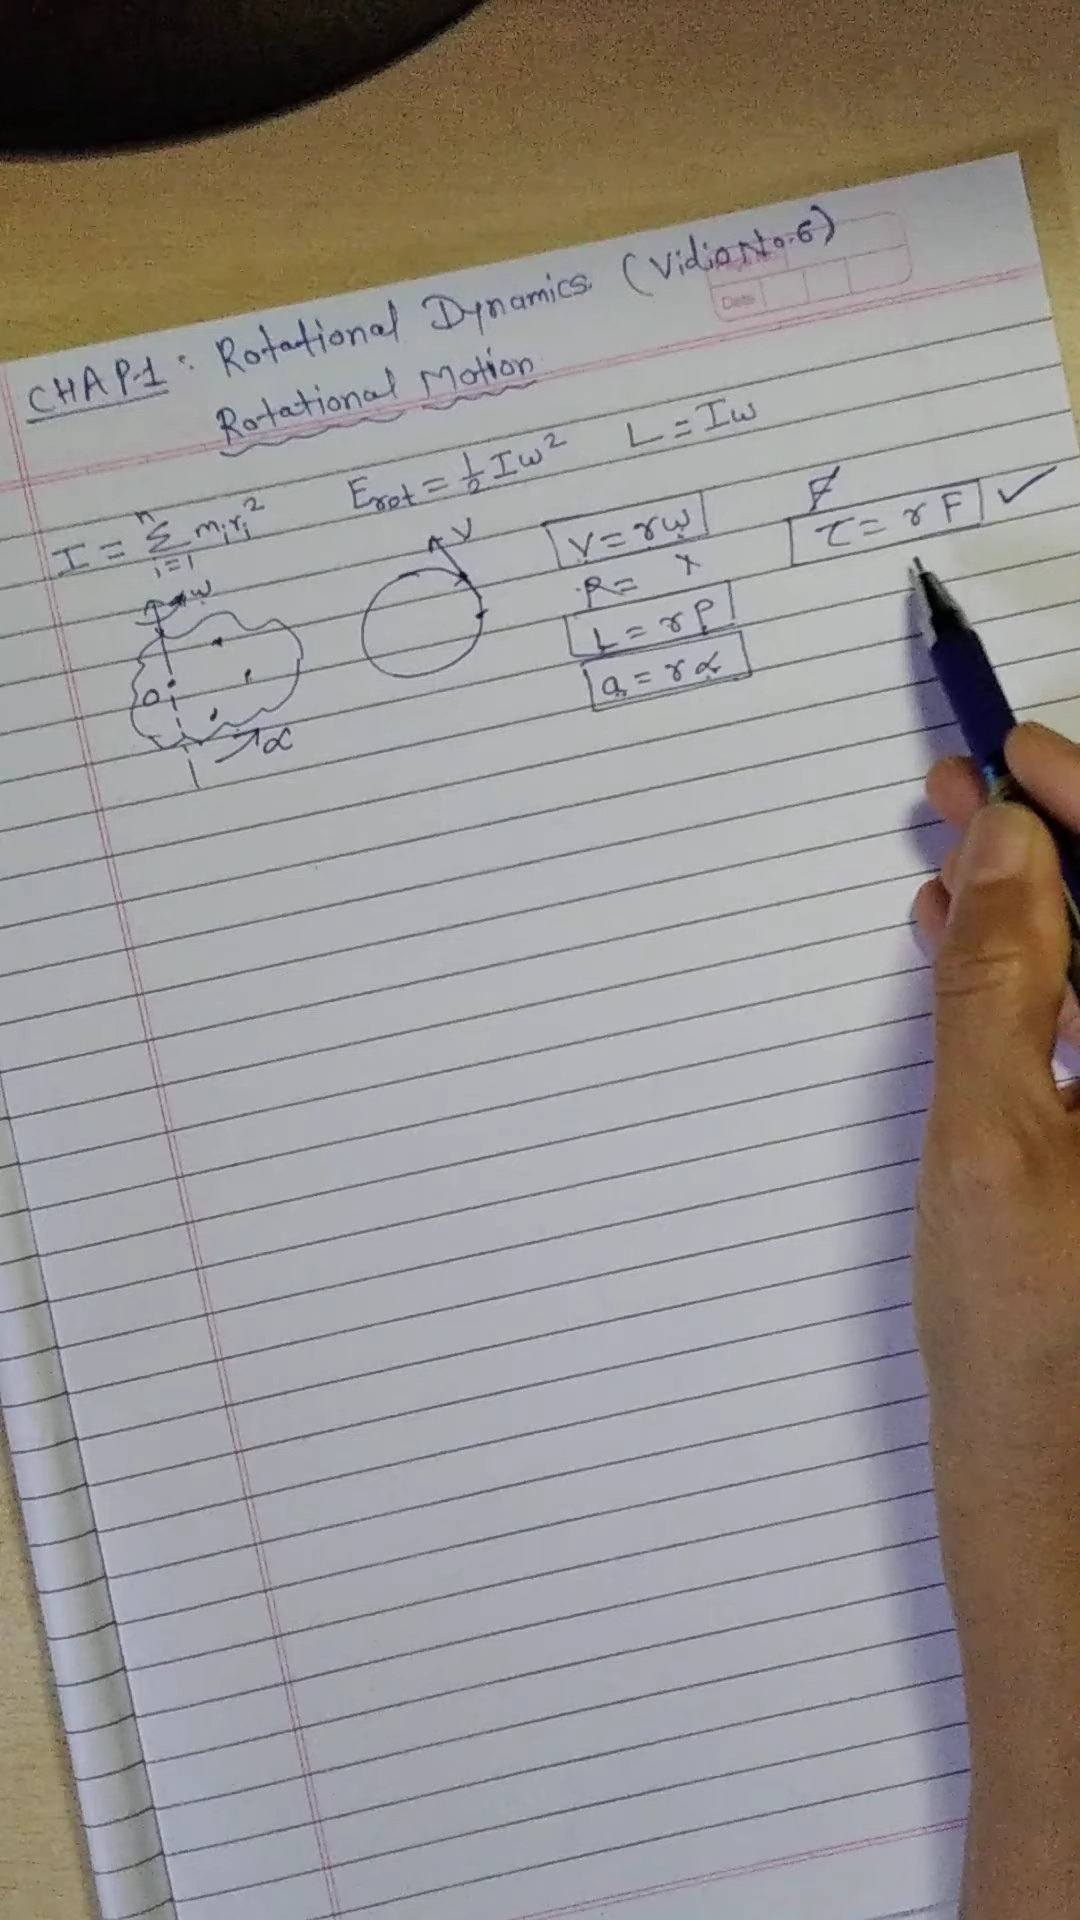 CHAP-1 : Rotational Dynamics (Vidio No.6)
Date
Rotational Motion
I = Σ mᵢrᵢ² Erot = 1/2 Iω² L = Iω
n
i=1
ω
O
α
V
V = rω
P = X
L = rP
a = rα
F
τ = r F ✓